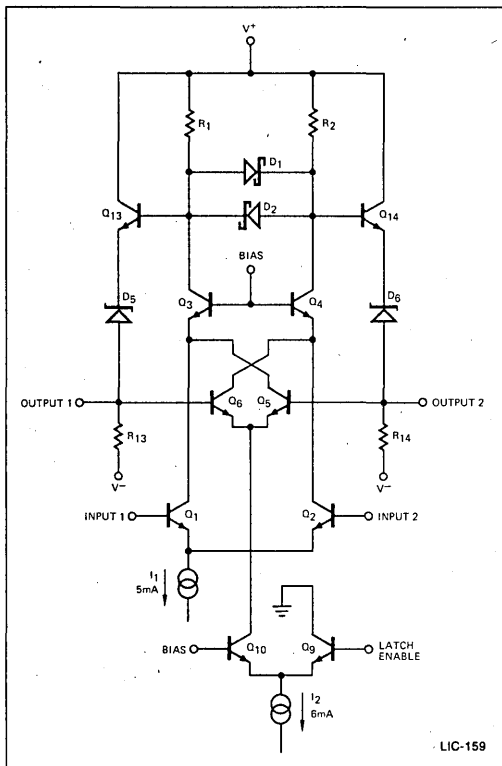 V+
R1
R2
D1
D2
Q13
Q14
BIAS
D5
D6
Q3
Q4
OUTPUT 1
Q6
Q5
OUTPUT 2
R13
R14
V-
V-
INPUT 1
Q1
Q2
INPUT 2
I1
5mA
BIAS
Q10
Q9
LATCH
ENABLE
I2
6mA
LIC-159